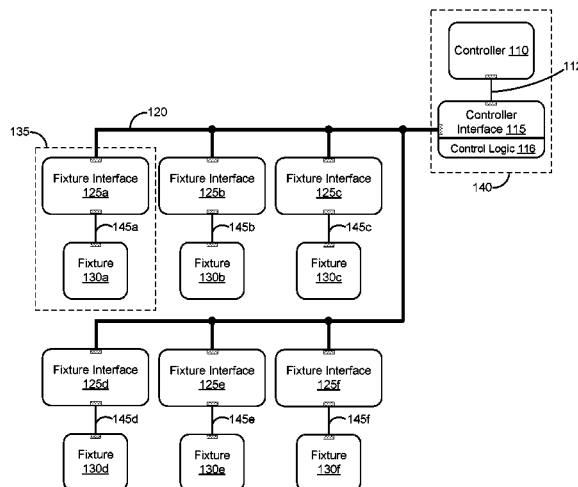 Controller 110
112
Controller
Interface 115
Control Logic 116
140
120
135
Fixture Interface
125a
Fixture Interface
125b
Fixture Interface
125c
145a
145b
145c
Fixture
130a
Fixture
130b
Fixture
130c
Fixture Interface
125d
Fixture Interface
125e
Fixture Interface
125f
145d
145e
145f
Fixture
130d
Fixture
130e
Fixture
130f